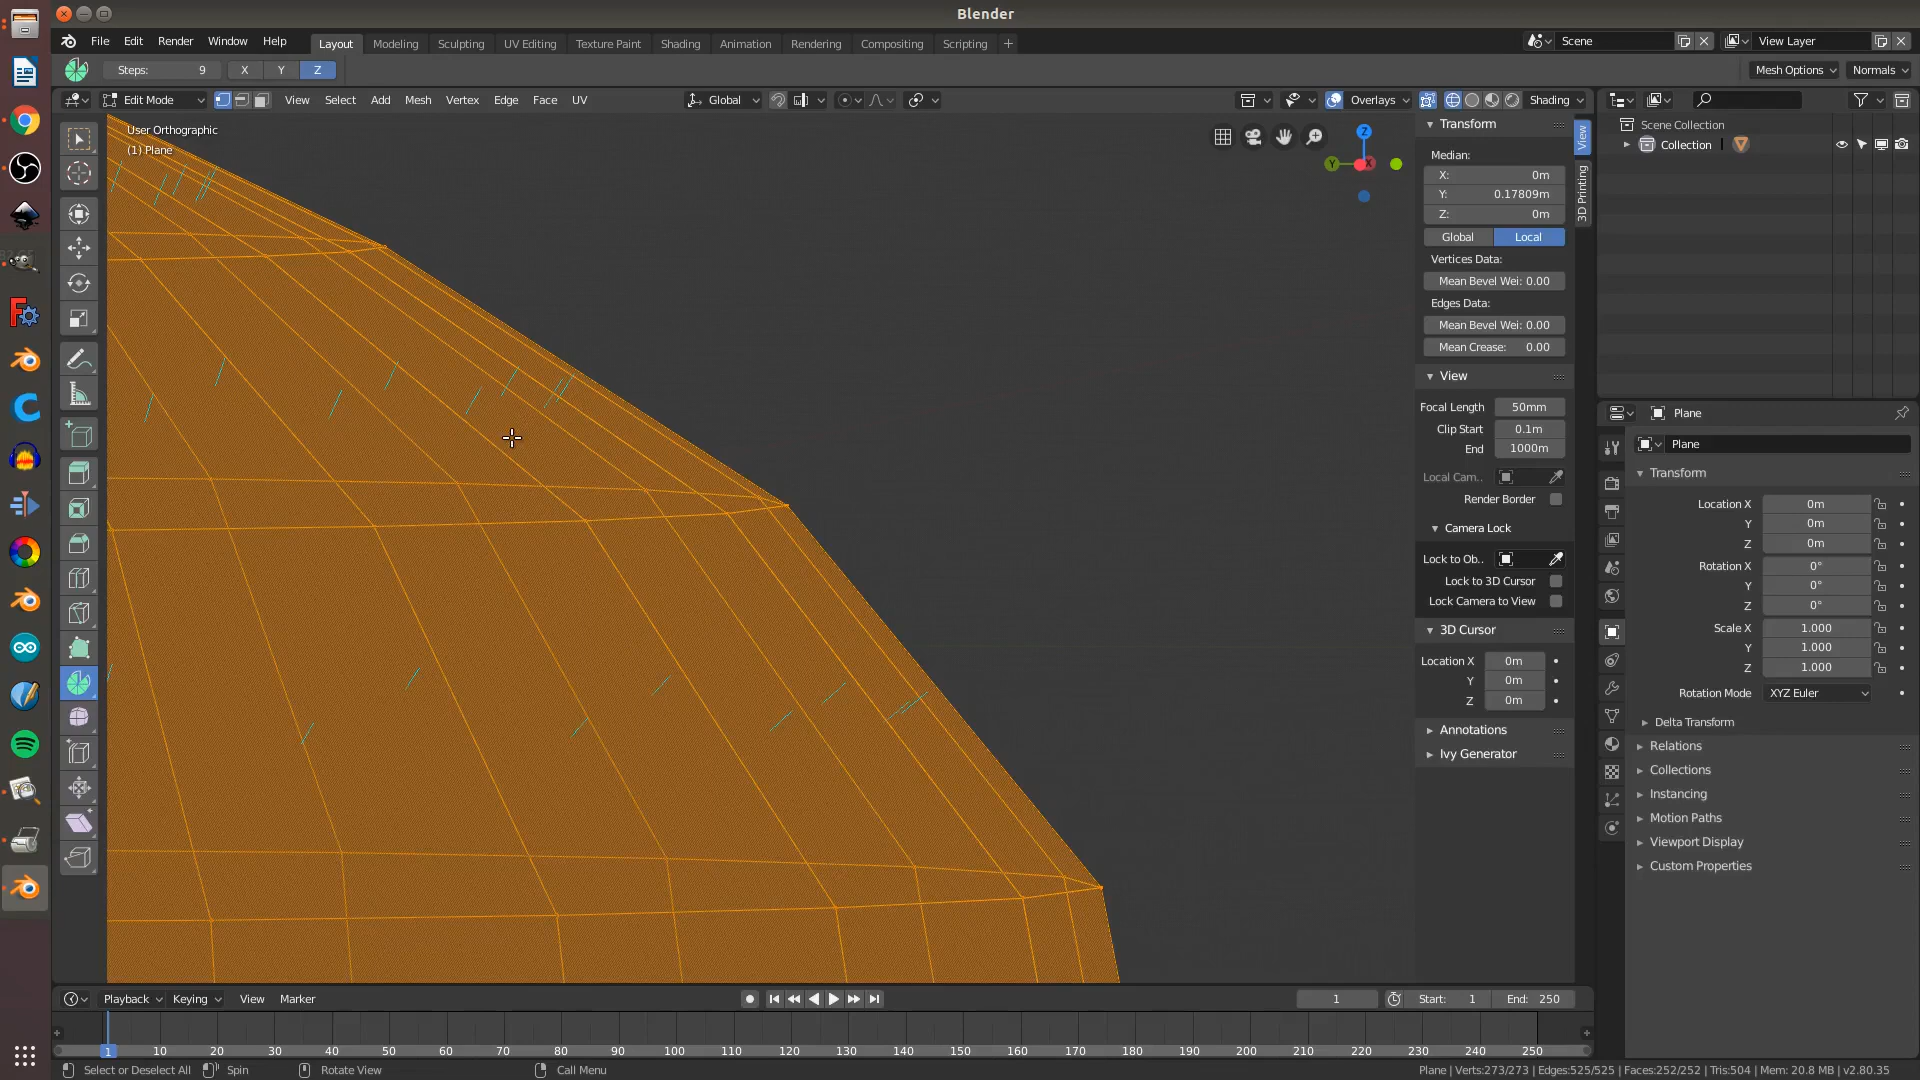 Blender
File Edit Render Window Help Layout Modeling Sculpting UV Editing Texture Paint Shading Animation Rendering Compositing Scripting + Scene View Layer
Steps: 9 X Y Z Mesh Options Normals
Edit Mode View Select Add Mesh Vertex Edge Face UV Global Overlays Shading
User Orthographic
(1) Plane
Z
Y X
Transform
Median:
X: 0m
Y: 0.17809m
Z: 0m
Global Local
Vertices Data:
Mean Bevel Wei: 0.00
Edges Data:
Mean Bevel Wei: 0.00
Mean Crease: 0.00
View
Focal Length 50mm
Clip Start 0.1m
End 1000m
Local Cam..
Render Border
Camera Lock
Lock to Ob..
Lock to 3D Cursor
Lock Camera to View
3D Cursor
Location X 0m
Y 0m
Z 0m
Annotations
Ivy Generator
View
3D Printing
Scene Collection
Collection
Plane
Plane
Transform
Location X 0m
Y 0m
Z 0m
Rotation X 0°
Y 0°
Z 0°
Scale X 1.000
Y 1.000
Z 1.000
Rotation Mode XYZ Euler
Delta Transform
Relations
Collections
Instancing
Motion Paths
Viewport Display
Custom Properties
Playback Keying View Marker 1 Start: 1 End: 250
1 10 20 30 40 50 60 70 80 90 100 110 120 130 140 150 160 170 180 190 200 210 220 230 240 250
Select or Deselect All Spin Rotate View Call Menu Plane | Verts:273/273 | Edges:525/525 | Faces:252/252 | Tris:504 | Mem: 20.8 MB | v2.80.35